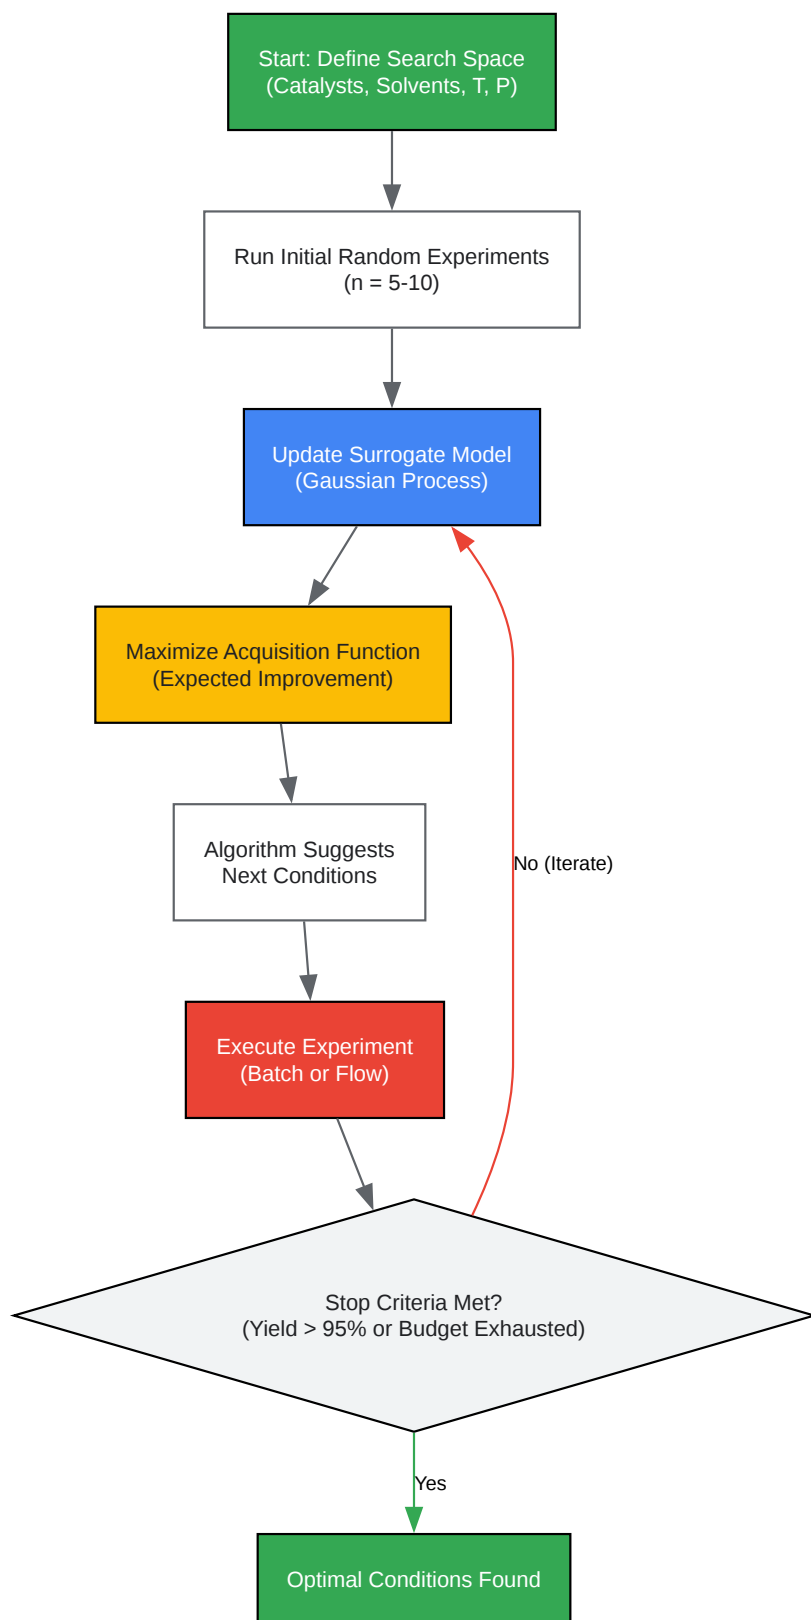 Start: Define Search Space
(Catalysts, Solvents, T, P)
Run Initial Random Experiments
(n = 5-10)
Update Surrogate Model
(Gaussian Process)
Maximize Acquisition Function
(Expected Improvement)
Algorithm Suggests
Next Conditions
No (Iterate)
Execute Experiment
(Batch or Flow)
Stop Criteria Met?
(Yield > 95% or Budget Exhausted)
Yes
Optimal Conditions Found